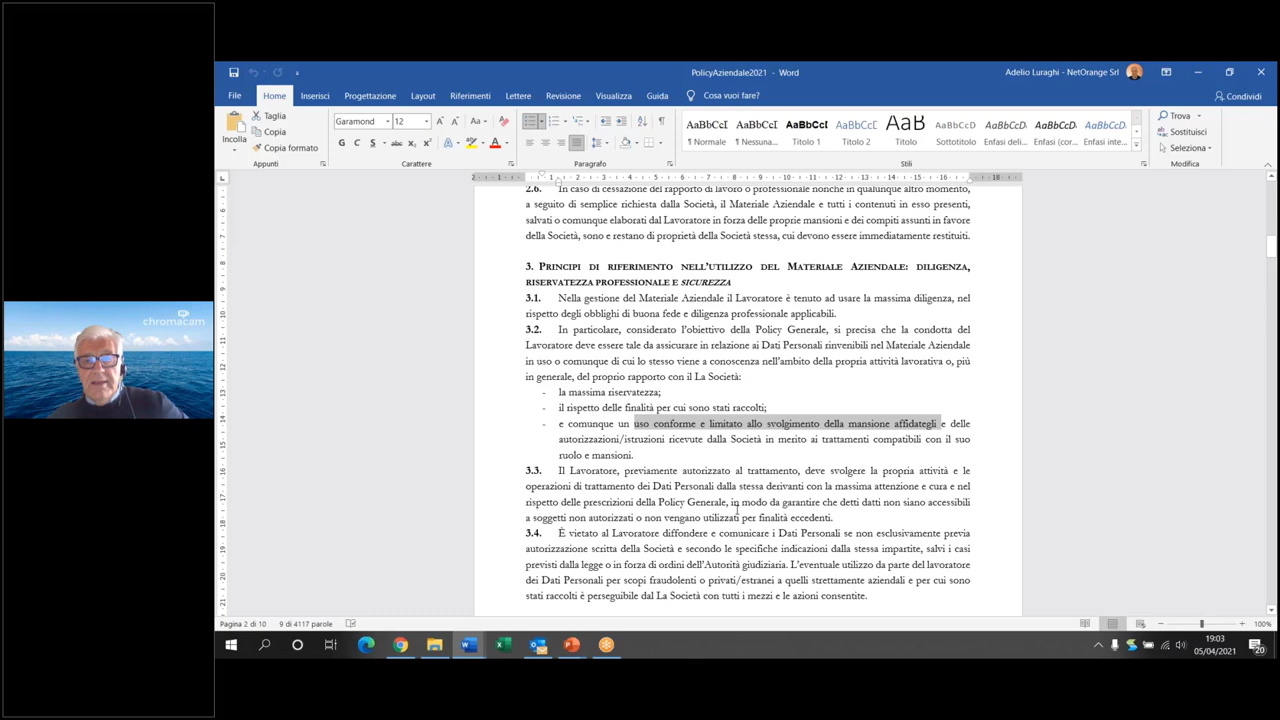 PolicyAziendale2021 - Word
Adelio Luraghi - NetOrange Srl
File Home Inserisci Progettazione Layout Riferimenti Lettere Revisione Visualizza Guida Cosa vuoi fare? Condividi
Incolla
Taglia
Copia
Copia formato
Appunti
Garamond 12
Carattere
Paragrafo
AaBbCcI AaBbCc, AaBbCcI AaBbCcI AaB AaBbCcD AaBbCcD AaBbCcD AaBbCcD
¶ Normale ¶ Nessuna... Titolo 1 Titolo 2 Titolo Sottotitolo Enfasi deli... Enfasi (cor... Enfasi int...
Stili
Trova
Sostituisci
Seleziona
Modifica
chromacam
2.6. In caso di cessazione del rapporto di lavoro o professionale nonché in qualunque altro momento,
a seguito di semplice richiesta dalla Società, il Materiale Aziendale e tutti i contenuti in esso presenti,
salvati o comunque elaborati dal Lavoratore in forza delle proprie mansioni e dei compiti assunti in favore
della Società, sono e restano di proprietà della Società stessa, cui devono essere immediatamente restituiti.
3. PRINCIPI DI RIFERIMENTO NELL'UTILIZZO DEL MATERIALE AZIENDALE: DILIGENZA,
RISERVATEZZA PROFESSIONALE E SICUREZZA
3.1. Nella gestione del Materiale Aziendale il Lavoratore è tenuto ad usare la massima diligenza, nel
rispetto degli obblighi di buona fede e diligenza professionale applicabili.
3.2. In particolare, considerato l'obiettivo della Policy Generale, si precisa che la condotta del
Lavoratore deve essere tale da assicurare in relazione ai Dati Personali rinvenibili nel Materiale Aziendale
in uso o comunque di cui lo stesso viene a conoscenza nell'ambito della propria attività lavorativa o, più
in generale, del proprio rapporto con il La Società:
- la massima riservatezza;
- il rispetto delle finalità per cui sono stati raccolti;
- e comunque un uso conforme e limitato allo svolgimento della mansione affidategli e delle
autorizzazioni/istruzioni ricevute dalla Società in merito ai trattamenti compatibili con il suo
ruolo e mansioni.
3.3. Il Lavoratore, previamente autorizzato al trattamento, deve svolgere la propria attività e le
operazioni di trattamento dei Dati Personali dalla stessa derivanti con la massima attenzione e cura e nel
rispetto delle prescrizioni della Policy Generale, in modo da garantire che detti datti non siano accessibili
a soggetti non autorizzati o non vengano utilizzati per finalità eccedenti.
3.4. È vietato al Lavoratore diffondere e comunicare i Dati Personali se non esclusivamente previa
autorizzazione scritta della Società e secondo le specifiche indicazioni dalla stessa impartite, salvi i casi
previsti dalla legge o in forza di ordini dell'Autorità giudiziaria. L'eventuale utilizzo da parte del lavoratore
dei Dati Personali per scopi fraudolenti o privati/estranei a quelli strettamente aziendali e per cui sono
stati raccolti è perseguibile dal La Società con tutti i mezzi e le azioni consentite.
Pagina 2 di 10 9 di 4117 parole 100%
19:03
05/04/2021
20